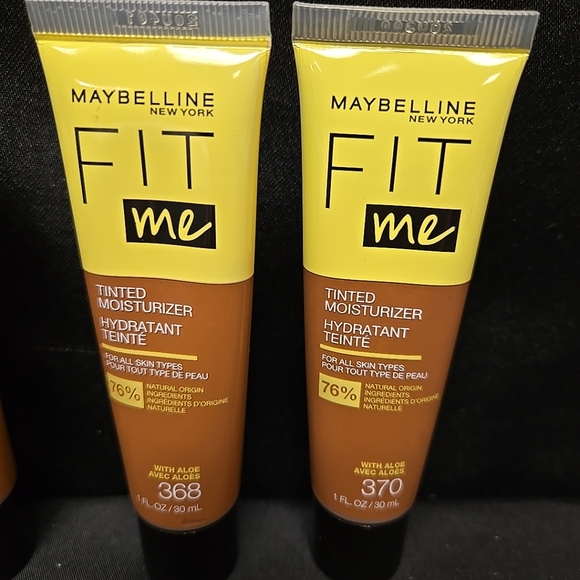 MAYBELLINE
NEW YORK
FIT
me
TINTED
MOISTURIZER
HYDRATANT
TEINTÉ
FOR ALL SKIN TYPES
POUR TOUT TYPE DE PEAU
76%
NATURAL ORIGIN
INGREDIENTS
INGRÉDIENTS D'ORIGINE
NATURELLE
WITH ALOE
AVEC ALOÈS
368
1 FL. OZ / 30 mL
MAYBELLINE
NEW YORK
FIT
me
TINTED
MOISTURIZER
HYDRATANT
TEINTÉ
FOR ALL SKIN TYPES
POUR TOUT TYPE DE PEAU
76%
NATURAL ORIGIN
INGREDIENTS
INGRÉDIENTS D'ORIGINE
NATURELLE
WITH ALOE
AVEC ALOÈS
370
1 FL. OZ / 30 mL